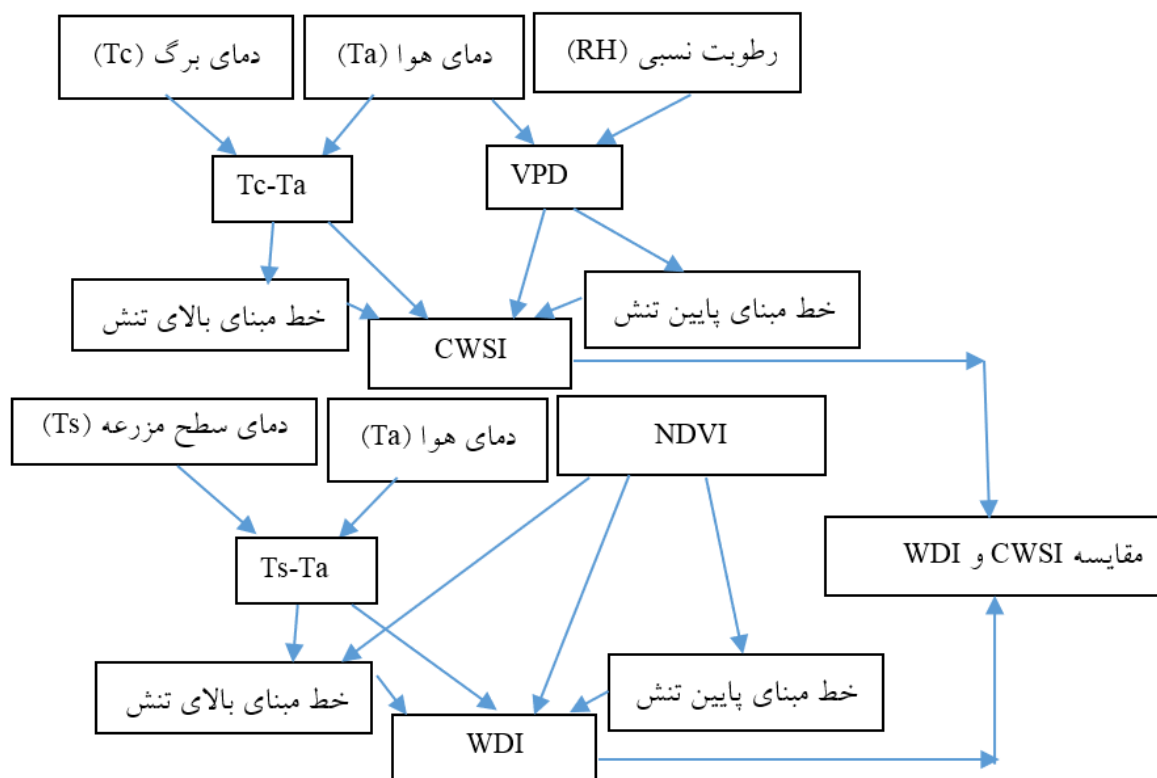 دمای برگ (Tc)
دمای هوا (Ta)
رطوبت نسبی (RH)
Tc-Ta
VPD
خط مبنای بالای تنش
خط مبنای پایین تنش
CWSI
دمای سطح مزرعه (Ts)
دمای هوا (Ta)
NDVI
Ts-Ta
مقایسه CWSI و WDI
خط مبنای بالای تنش
خط مبنای پایین تنش
WDI